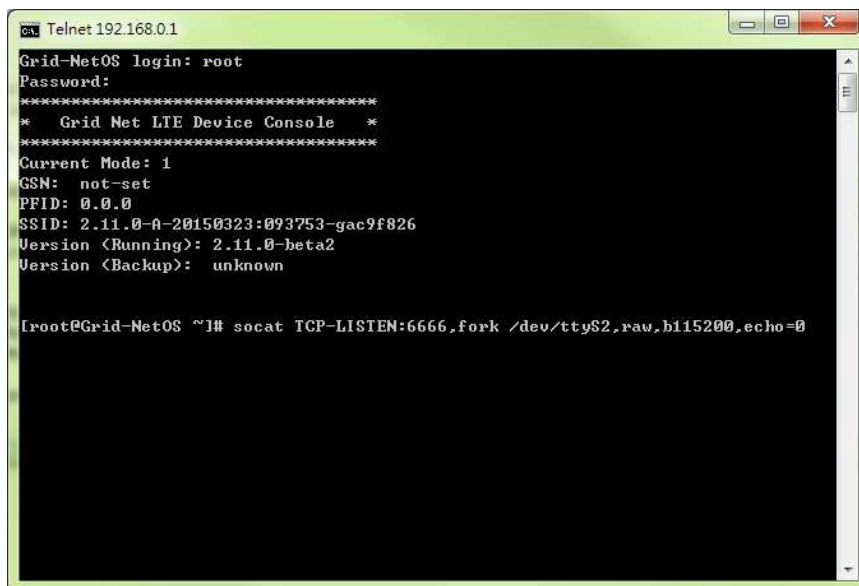 Telnet 192.168.0.1
Grid-NetOS login: root
Password:
***********************************
*   Grid Net LTE Device Console   *
***********************************
Current Mode: 1
GSN:  not-set
PFID: 0.0.0
SSID: 2.11.0-A-20150323:093753-gac9f826
Version (Running): 2.11.0-beta2
Version (Backup):  unknown
[root@Grid-NetOS ~]# socat TCP-LISTEN:6666,fork /dev/ttyS2,raw,b115200,echo=0